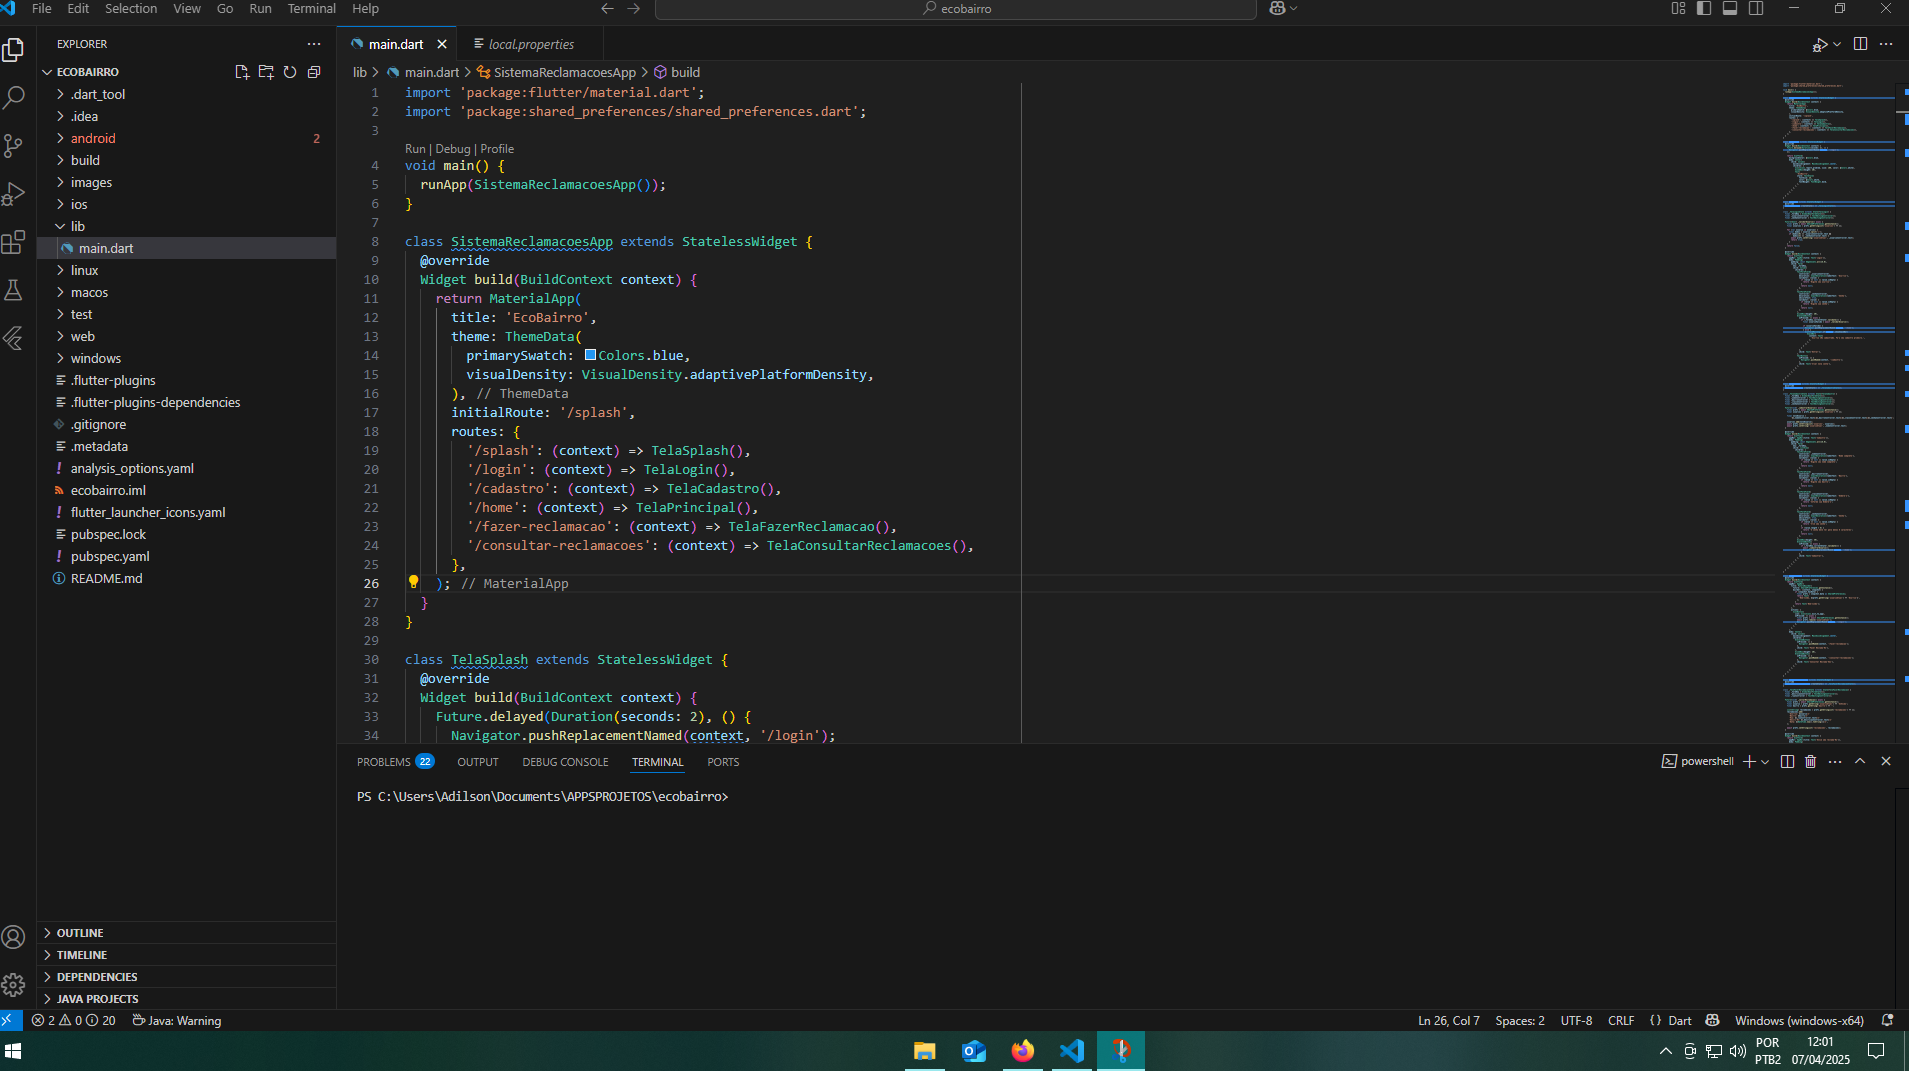 File Edit Selection View Go Run Terminal Help
ecobairro
EXPLORER
ECOBAIRRO
.dart_tool
.idea
android 2
build
images
ios
lib
main.dart
linux
macos
test
web
windows
.flutter-plugins
.flutter-plugins-dependencies
.gitignore
.metadata
analysis_options.yaml
ecobairro.iml
flutter_launcher_icons.yaml
pubspec.lock
pubspec.yaml
README.md
OUTLINE
TIMELINE
DEPENDENCIES
JAVA PROJECTS
main.dart
local.properties
lib > main.dart > SistemaReclamacoesApp > build
1 import 'package:flutter/material.dart';
2 import 'package:shared_preferences/shared_preferences.dart';
3
Run | Debug | Profile
4 void main() {
5 runApp(SistemaReclamacoesApp());
6 }
7
8 class SistemaReclamacoesApp extends StatelessWidget {
9 @override
10 Widget build(BuildContext context) {
11 return MaterialApp(
12 title: 'EcoBairro',
13 theme: ThemeData(
14 primarySwatch: Colors.blue,
15 visualDensity: VisualDensity.adaptivePlatformDensity,
16 ), // ThemeData
17 initialRoute: '/splash',
18 routes: {
19 '/splash': (context) => TelaSplash(),
20 '/login': (context) => TelaLogin(),
21 '/cadastro': (context) => TelaCadastro(),
22 '/home': (context) => TelaPrincipal(),
23 '/fazer-reclamacao': (context) => TelaFazerReclamacao(),
24 '/consultar-reclamacoes': (context) => TelaConsultarReclamacoes(),
25 },
26 ); // MaterialApp
27 }
28 }
29
30 class TelaSplash extends StatelessWidget {
31 @override
32 Widget build(BuildContext context) {
33 Future.delayed(Duration(seconds: 2), () {
34 Navigator.pushReplacementNamed(context, '/login');
PROBLEMS 22 OUTPUT DEBUG CONSOLE TERMINAL PORTS
powershell
PS C:\Users\Adilson\Documents\APPSPROJETOS\ecobairro>
2 0 20 Java: Warning
Ln 26, Col 7 Spaces: 2 UTF-8 CRLF {} Dart Windows (windows-x64)
POR
PTB2
12:01
07/04/2025